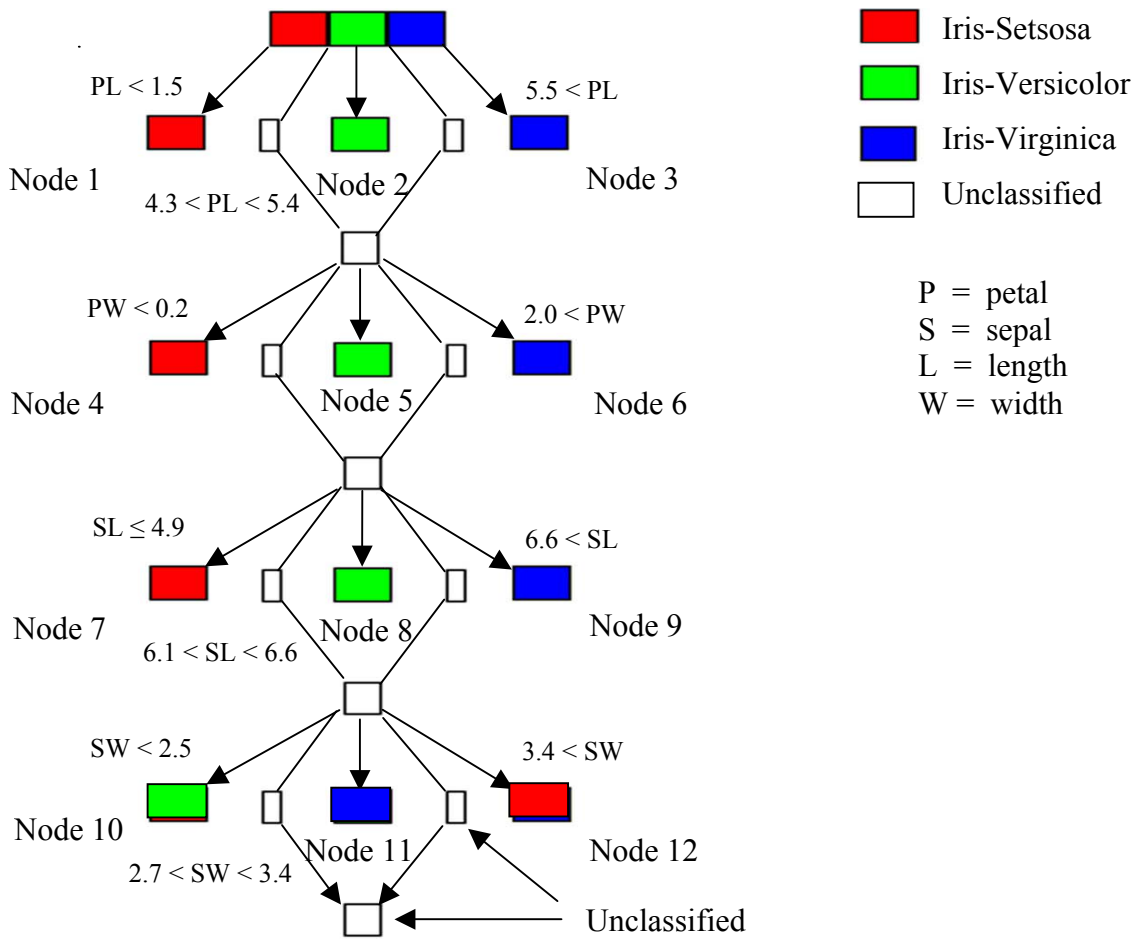 Iris-Setsosa
Iris-Versicolor
Iris-Virginica
Unclassified
P = petal
S = sepal
L = length
W = width
PL < 1.5
5.5 < PL
Node 1
Node 2
Node 3
4.3 < PL < 5.4
PW < 0.2
2.0 < PW
Node 4
Node 5
Node 6
SL ≤ 4.9
6.6 < SL
Node 7
Node 8
Node 9
6.1 < SL < 6.6
SW < 2.5
3.4 < SW
Node 10
Node 11
Node 12
2.7 < SW < 3.4
Unclassified